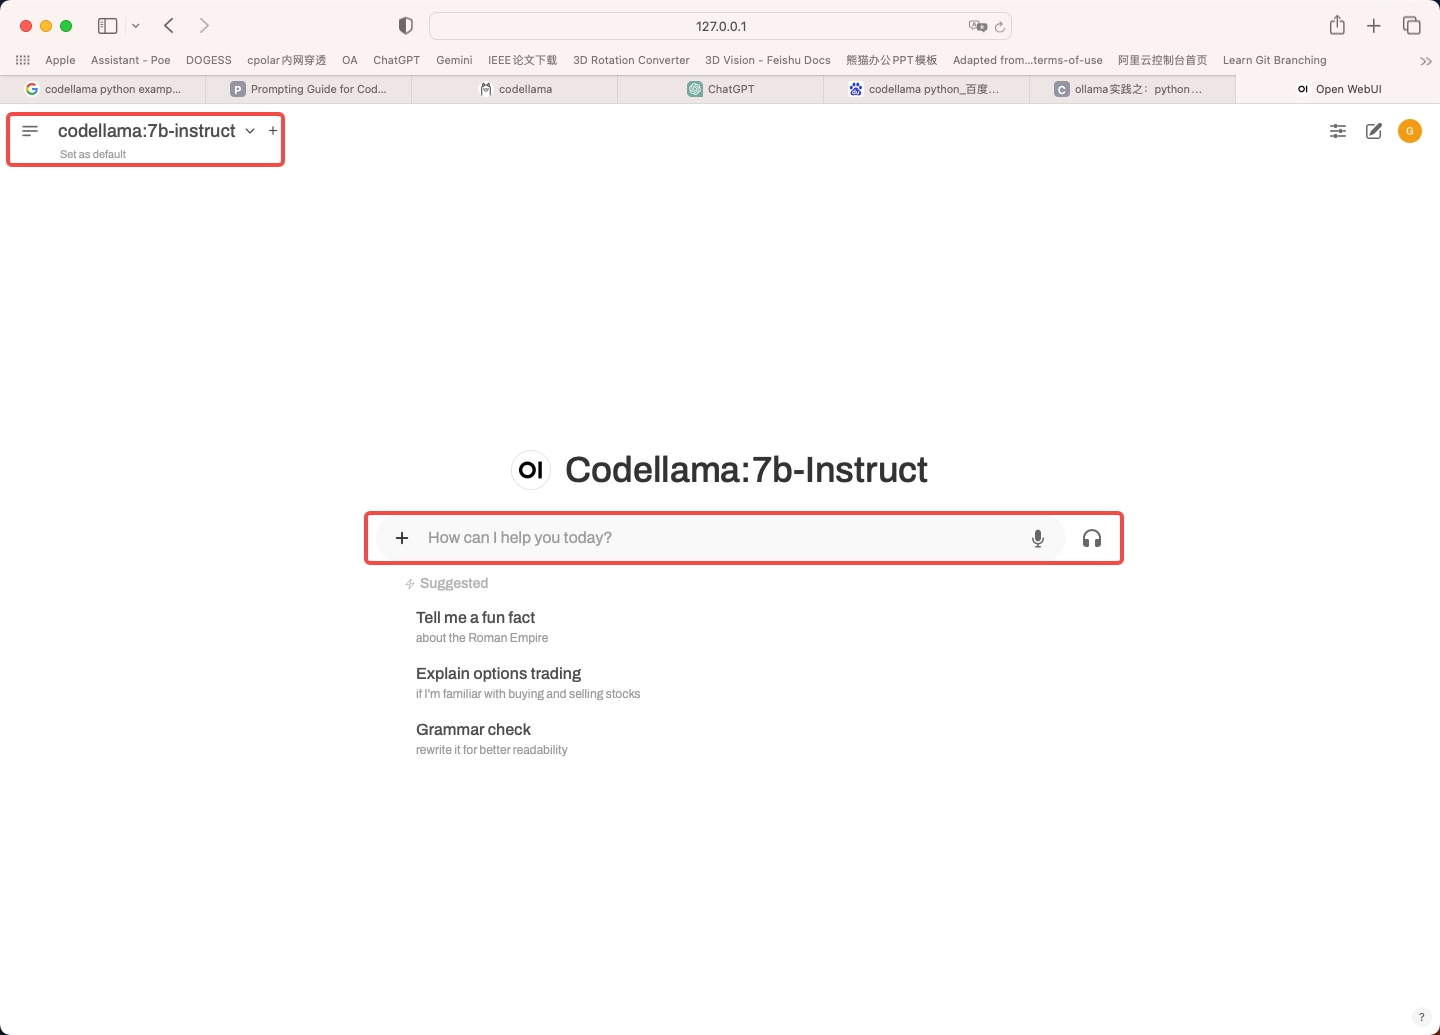 127.0.0.1
Apple Assistant - Poe DOGESS cpolar内网穿透 OA ChatGPT Gemini IEEE论文下载 3D Rotation Converter 3D Vision - Feishu Docs 熊猫办公PPT模板 Adapted from...terms-of-use 阿里云控制台首页 Learn Git Branching
codellama python examp... P Prompting Guide for Cod... codellama ChatGPT codellama python_百度... C ollama实践之：python... OI Open WebUI
codellama:7b-instruct
G
Set as default
OI Codellama:7b-Instruct
How can I help you today?
Suggested
Tell me a fun fact
about the Roman Empire
Explain options trading
if I'm familiar with buying and selling stocks
Grammar check
rewrite it for better readability
?